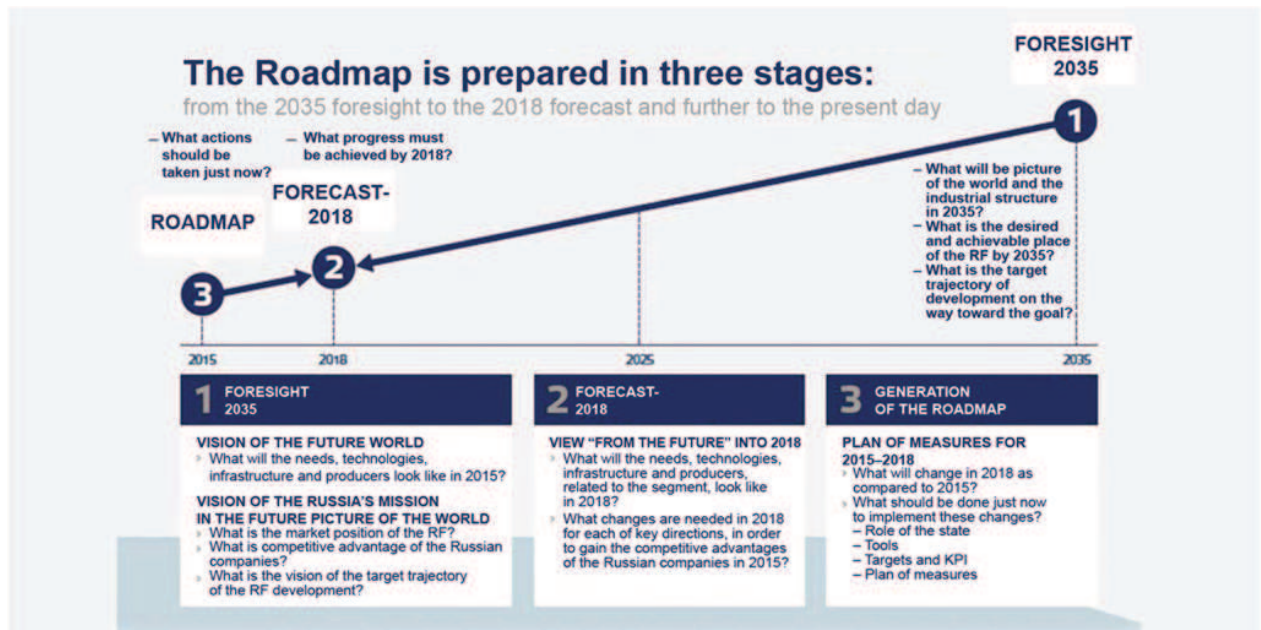 FORESIGHT
2035
The Roadmap is prepared in three stages:
from the 2035 foresight to the 2018 forecast and further to the present day
1
– What actions
should be
taken just now?
– What progress must
be achieved by 2018?
ROADMAP
FORECAST-
2018
– What will be picture
of the world and the
industrial structure
in 2035?
– What is the desired
and achievable place
of the RF by 2035?
– What is the target
trajectory of
development on the
way toward the goal?
3
2
2015
2018
2025
2035
1 FORESIGHT
2035
VISION OF THE FUTURE WORLD
What will the needs, technologies,
infrastructure and producers look like in 2015?
VISION OF THE RUSSIA'S MISSION
IN THE FUTURE PICTURE OF THE WORLD
What is the market position of the RF?
What is competitive advantage of the Russian
companies?
What is the vision of the target trajectory
of the RF development?
2 FORECAST-
2018
VIEW “FROM THE FUTURE” INTO 2018
What will the needs, technologies,
infrastructure and producers,
related to the segment, look like
in 2018?
What changes are needed in 2018
for each of key directions, in order
to gain the competitive advantages
of the Russian companies in 2015?
3 GENERATION
OF THE ROADMAP
PLAN OF MEASURES FOR
2015–2018
What will change in 2018 as
compared to 2015?
What should be done just now
to implement these changes?
– Role of the state
– Tools
– Targets and KPI
– Plan of measures